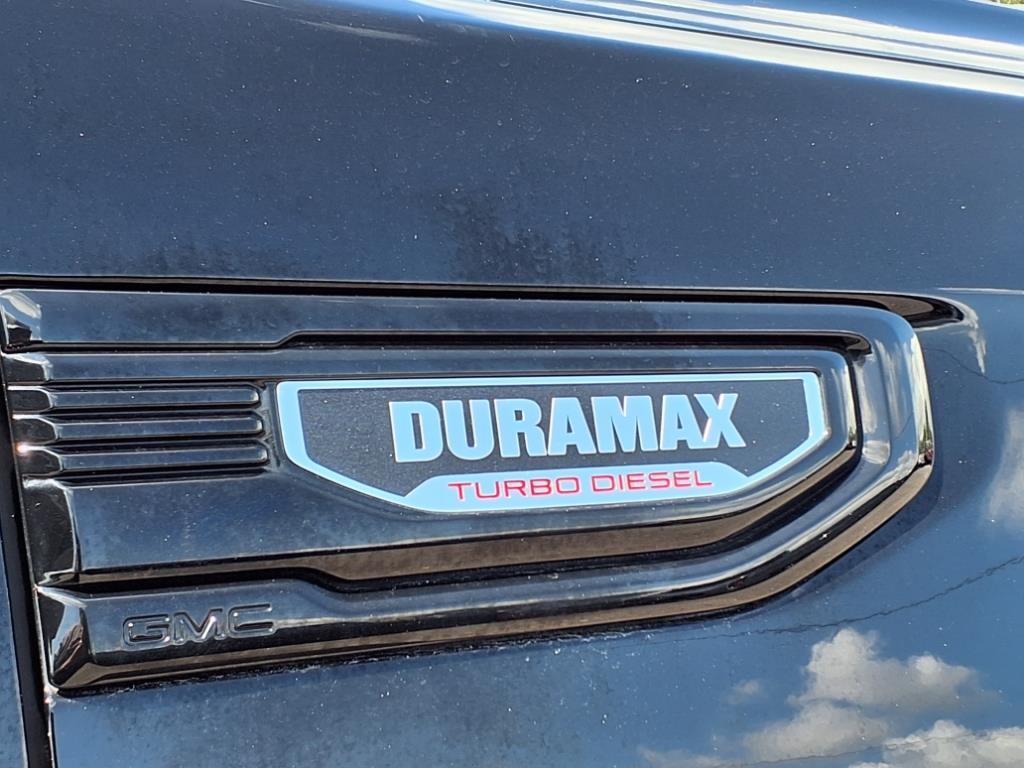 DURAMAX
TURBO DIESEL
GMC